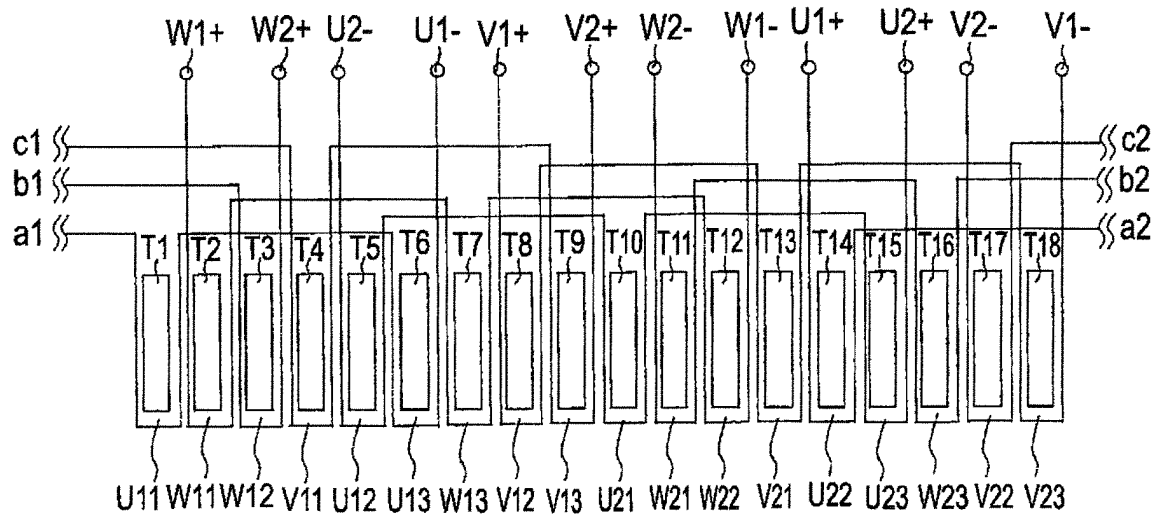 W1+ W2+ U2- U1- V1+ V2+ W2- W1- U1+ U2+ V2- V1-
c1 c2
b1 b2
a1 a2
T1 T2 T3 T4 T5 T6 T7 T8 T9 T10 T11 T12 T13 T14 T15 T16 T17 T18
U11 W11 W12 V11 U12 U13 W13 V12 V13 U21 W21 W22 V21 U22 U23 W23 V22 V23